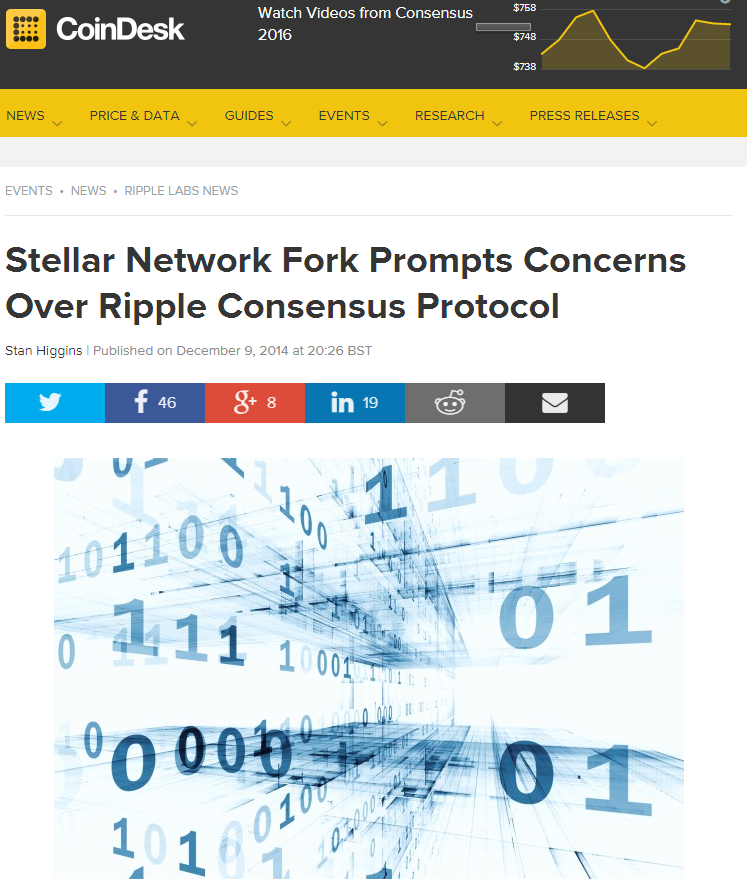 CoinDesk
Watch Videos from Consensus
2016
$758
$748
$738
NEWS PRICE & DATA GUIDES EVENTS RESEARCH PRESS RELEASES
EVENTS • NEWS • RIPPLE LABS NEWS
Stellar Network Fork Prompts Concerns
Over Ripple Consensus Protocol
Stan Higgins | Published on December 9, 2014 at 20:26 BST
f 46 g+ 8 in 19